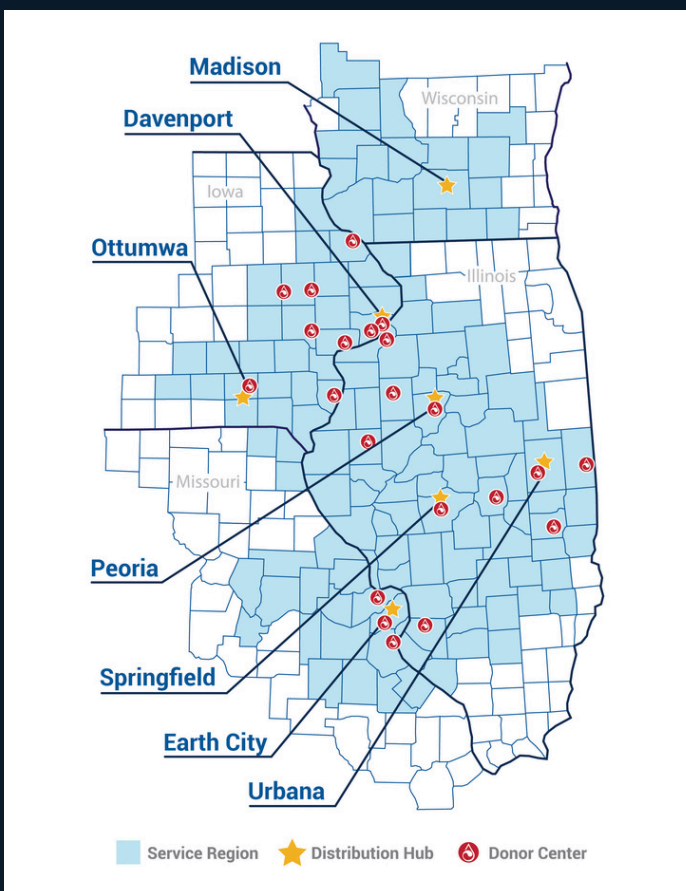 Madison
Wisconsin
Davenport
Iowa
Ottumwa
Illinois
Missouri
Peoria
Springfield
Earth City
Urbana
Service Region
Distribution Hub
Donor Center